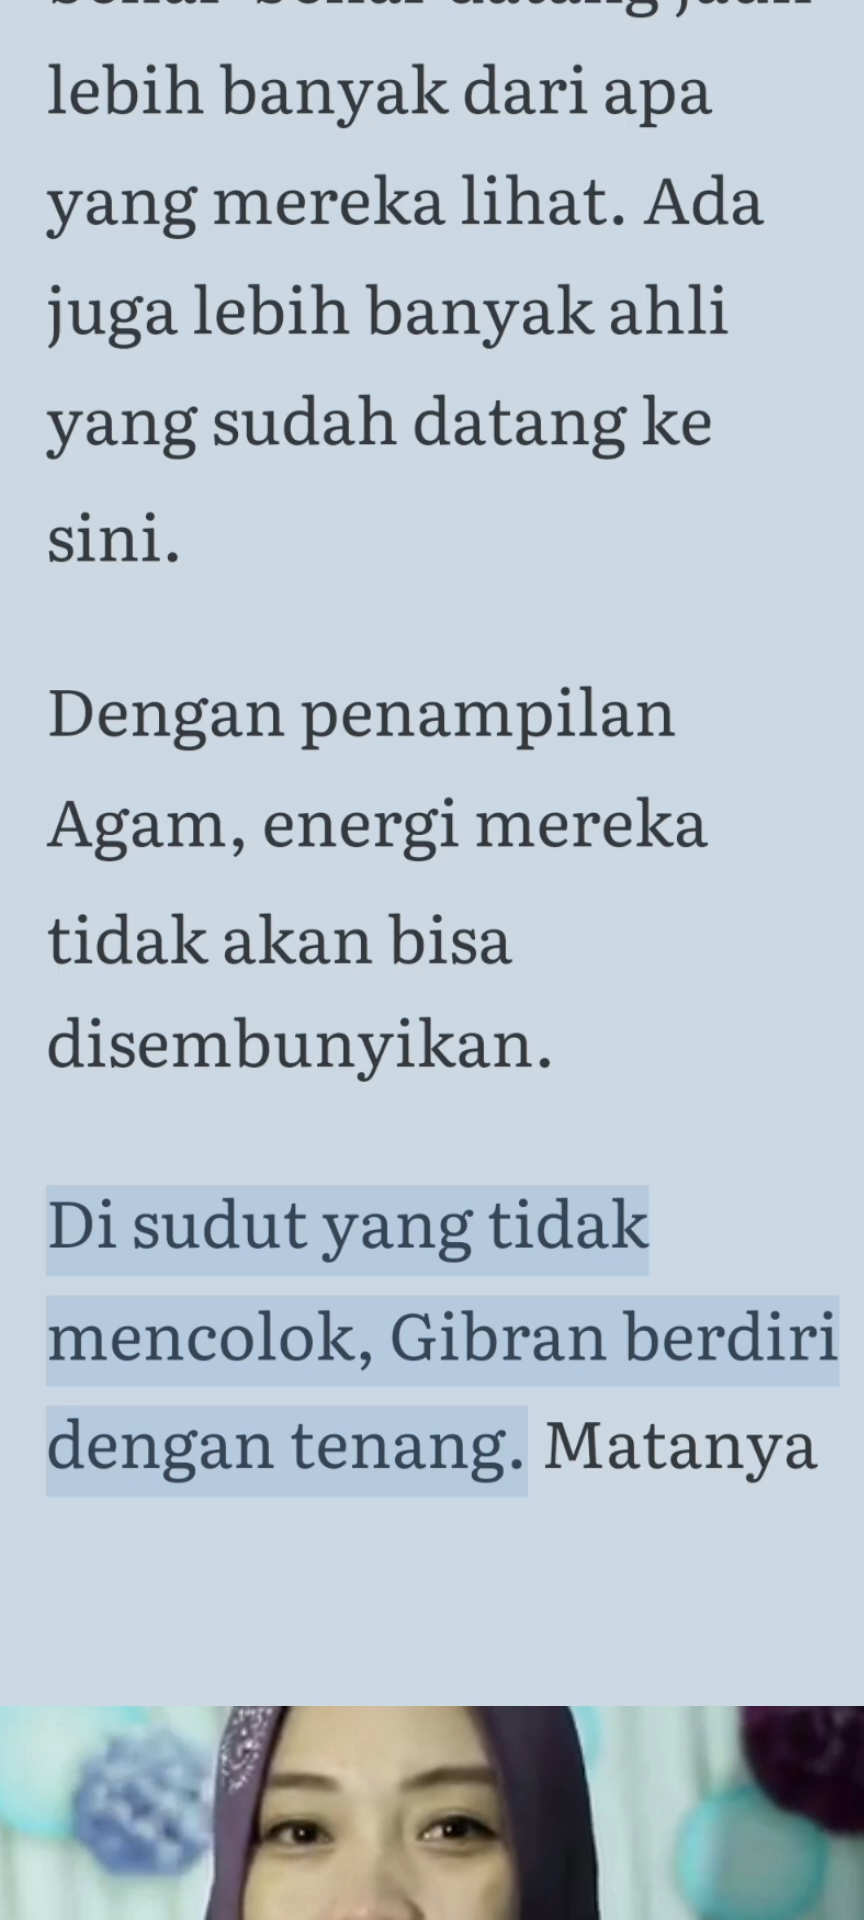 lebih banyak dari apa
yang mereka lihat. Ada
juga lebih banyak ahli
yang sudah datang ke
sini.
Dengan penampilan
Agam, energi mereka
tidak akan bisa
disembunyikan.
Di sudut yang tidak
mencolok, Gibran berdiri
dengan tenang. Matanya